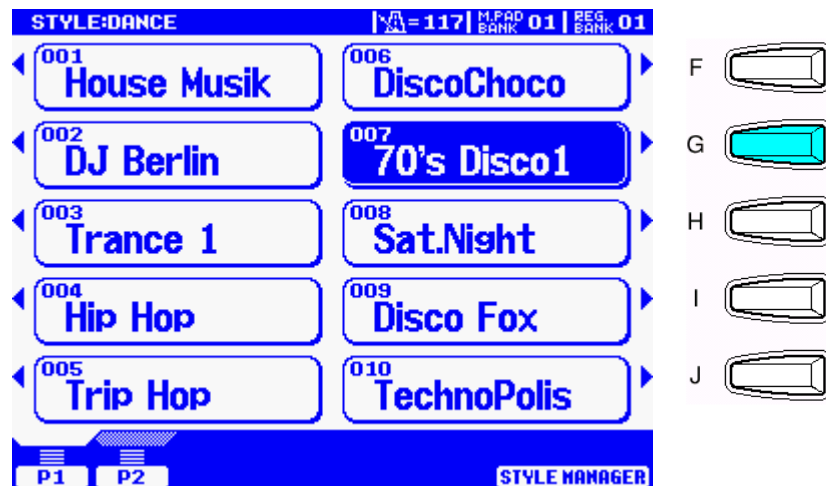 STYLE:DANCE =117 M.PAD BANK 01 REG. BANK 01
001 House Musik
006 DiscoChoco
F
002 DJ Berlin
007 70's Disco1
G
003 Trance 1
008 Sat.Night
H
004 Hip Hop
009 Disco Fox
I
005 Trip Hop
010 TechnoPolis
J
P1 P2 STYLE MANAGER